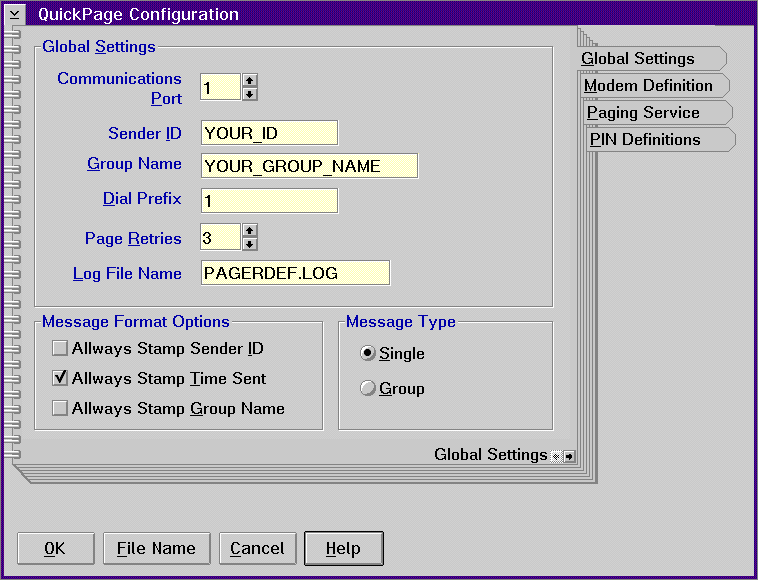 QuickPage Configuration
Global Settings
Communications
Port
1
Sender ID
YOUR_ID
Group Name
YOUR_GROUP_NAME
Dial Prefix
1
Page Retries
3
Log File Name
PAGERDEF.LOG
Message Format Options
Allways Stamp Sender ID
Allways Stamp Time Sent
Allways Stamp Group Name
Message Type
Single
Group
Global Settings
Global Settings
Modem Definition
Paging Service
PIN Definitions
OK
File Name
Cancel
Help